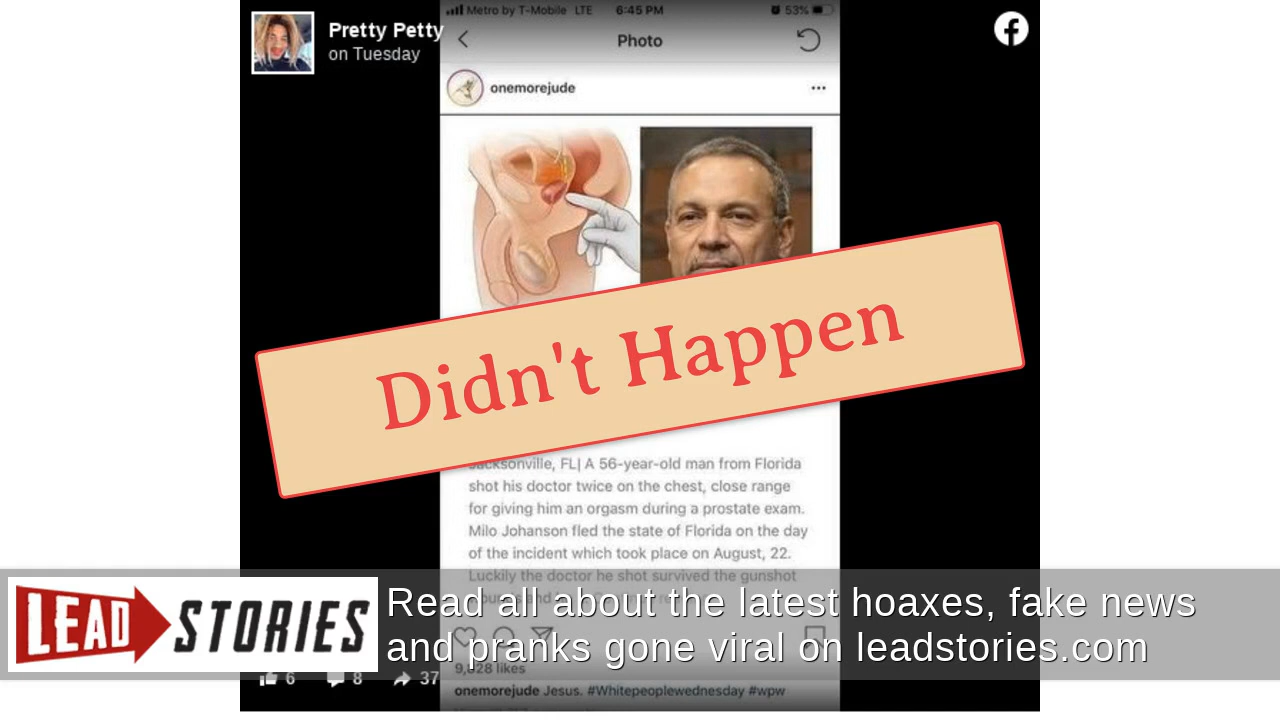 Pretty Petty
on Tuesday
Metro by T-Mobile LTE 6:45 PM 53%
Photo
onemorejude
Didn't Happen
Jacksonville, FL| A 56-year-old man from Florida
shot his doctor twice on the chest, close range
for giving him an orgasm during a prostate exam.
Milo Johanson fled the state of Florida on the day
of the incident which took place on August, 22.
Luckily the doctor he shot survived the gunshot
LEAD STORIES
Read all about the latest hoaxes, fake news
and pranks gone viral on leadstories.com
9,828 likes
6 8 37
onemorejude Jesus. #Whitepeoplewednesday #wpw